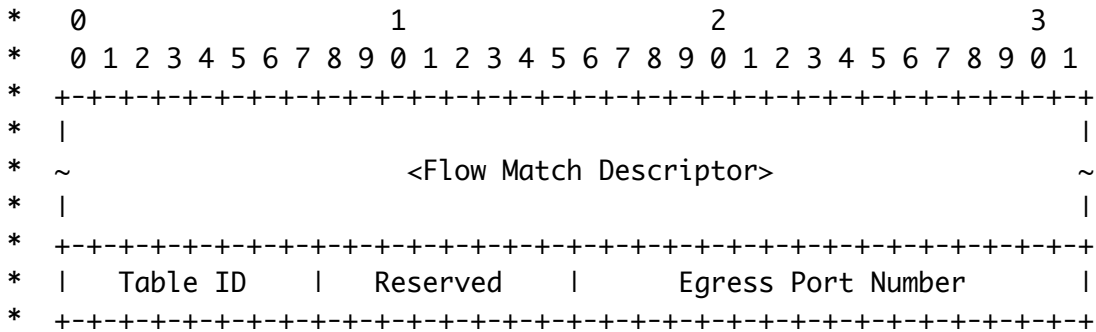 *    0                   1                   2                   3
*    0 1 2 3 4 5 6 7 8 9 0 1 2 3 4 5 6 7 8 9 0 1 2 3 4 5 6 7 8 9 0 1
*   +-+-+-+-+-+-+-+-+-+-+-+-+-+-+-+-+-+-+-+-+-+-+-+-+-+-+-+-+-+-+-+-+
*   |                                                               |
*   ~                     <Flow Match Descriptor>                   ~
*   |                                                               |
*   +-+-+-+-+-+-+-+-+-+-+-+-+-+-+-+-+-+-+-+-+-+-+-+-+-+-+-+-+-+-+-+-+
*   |   Table ID    |   Reserved    |      Egress Port Number       |
*   +-+-+-+-+-+-+-+-+-+-+-+-+-+-+-+-+-+-+-+-+-+-+-+-+-+-+-+-+-+-+-+-+